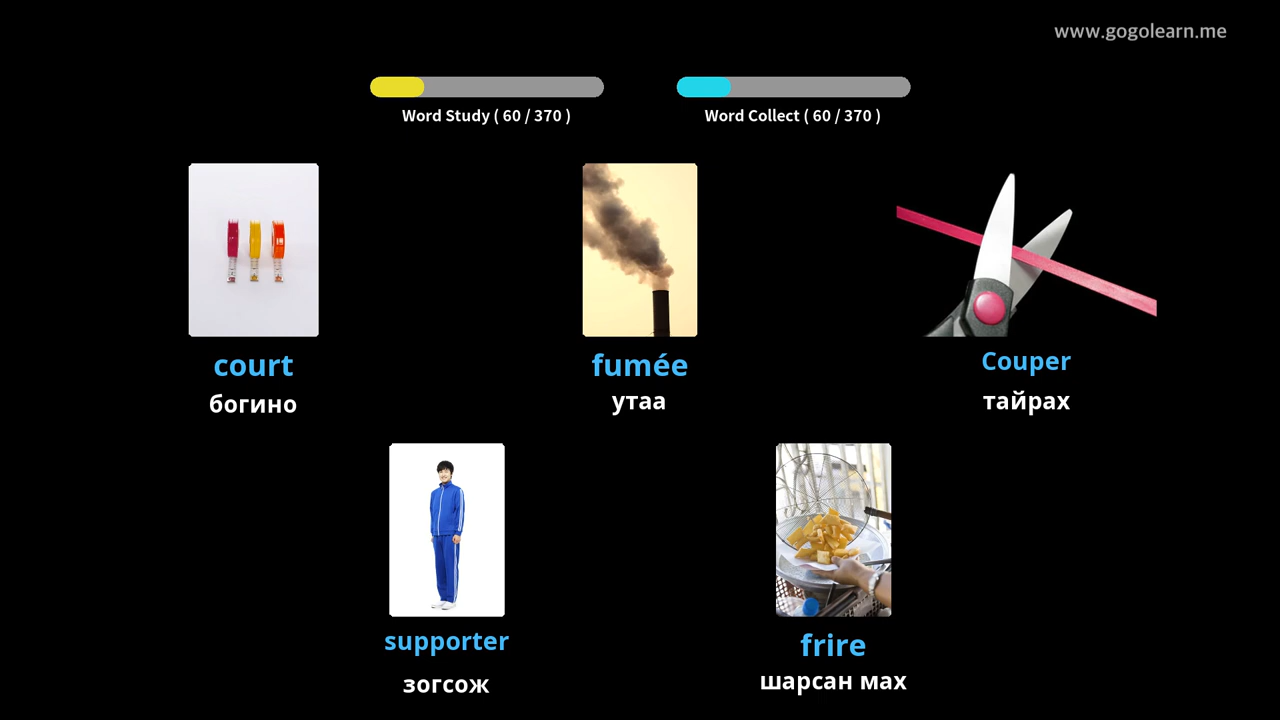 www.gogolearn.me
Word Study ( 60 / 370 )
Word Collect ( 60 / 370 )
court
богино
fumée
утаа
Couper
тайрах
supporter
зогсож
frire
шарсан мах